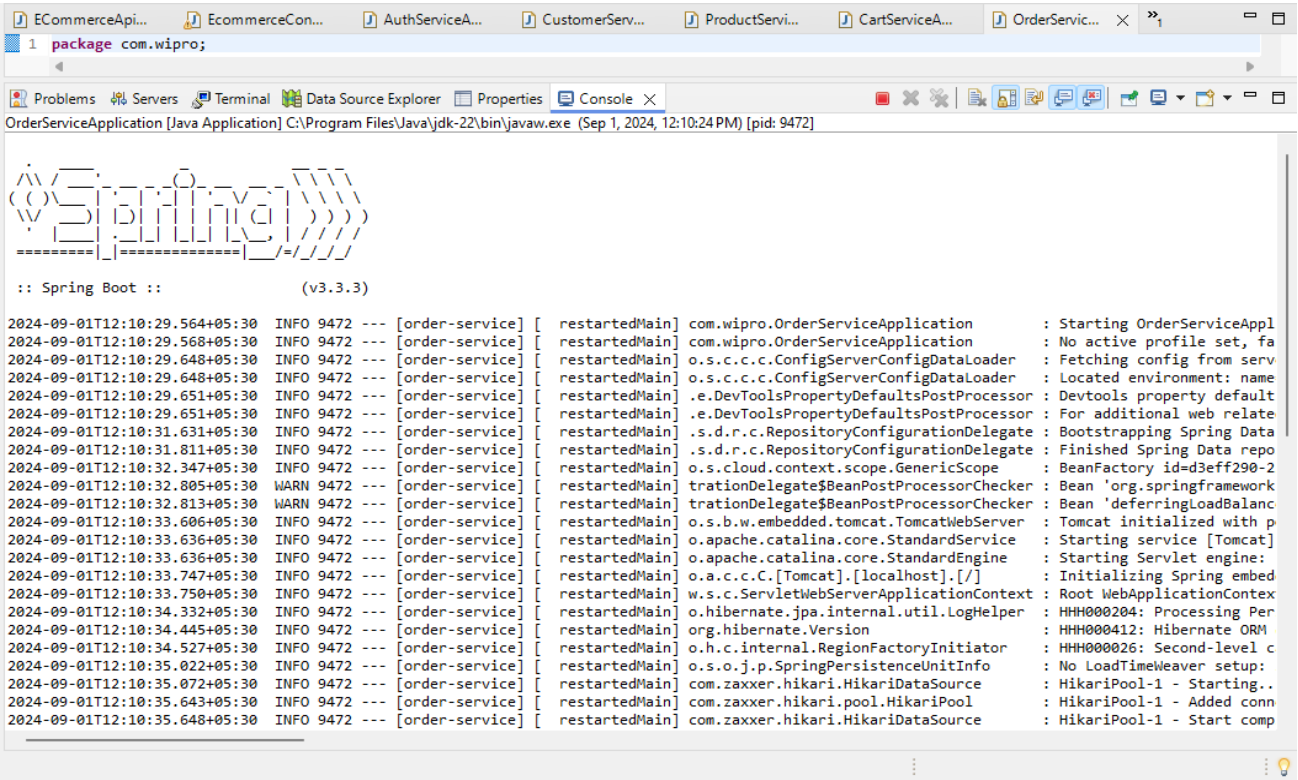 ECommerceApi... EcommerceCon... AuthServiceA... CustomerServ... ProductServi... CartServiceA... OrderServic... »1
1 package com.wipro;
Problems Servers Terminal Data Source Explorer Properties Console
OrderServiceApplication [Java Application] C:\Program Files\Java\jdk-22\bin\javaw.exe (Sep 1, 2024, 12:10:24 PM) [pid: 9472]
Spring
:: Spring Boot :: (v3.3.3)
2024-09-01T12:10:29.564+05:30 INFO 9472 --- [order-service] [ restartedMain] com.wipro.OrderServiceApplication : Starting OrderServiceAppl
2024-09-01T12:10:29.568+05:30 INFO 9472 --- [order-service] [ restartedMain] com.wipro.OrderServiceApplication : No active profile set, fa
2024-09-01T12:10:29.648+05:30 INFO 9472 --- [order-service] [ restartedMain] o.s.c.c.c.ConfigServerConfigDataLoader : Fetching config from serv
2024-09-01T12:10:29.648+05:30 INFO 9472 --- [order-service] [ restartedMain] o.s.c.c.c.ConfigServerConfigDataLoader : Located environment: name
2024-09-01T12:10:29.651+05:30 INFO 9472 --- [order-service] [ restartedMain] .e.DevToolsPropertyDefaultsPostProcessor : Devtools property default
2024-09-01T12:10:29.651+05:30 INFO 9472 --- [order-service] [ restartedMain] .e.DevToolsPropertyDefaultsPostProcessor : For additional web relate
2024-09-01T12:10:31.631+05:30 INFO 9472 --- [order-service] [ restartedMain] .s.d.r.c.RepositoryConfigurationDelegate : Bootstrapping Spring Data
2024-09-01T12:10:31.811+05:30 INFO 9472 --- [order-service] [ restartedMain] .s.d.r.c.RepositoryConfigurationDelegate : Finished Spring Data repo
2024-09-01T12:10:32.347+05:30 INFO 9472 --- [order-service] [ restartedMain] o.s.cloud.context.scope.GenericScope : BeanFactory id=d3eff290-2
2024-09-01T12:10:32.805+05:30 WARN 9472 --- [order-service] [ restartedMain] trationDelegate$BeanPostProcessorChecker : Bean 'org.springframework
2024-09-01T12:10:32.813+05:30 WARN 9472 --- [order-service] [ restartedMain] trationDelegate$BeanPostProcessorChecker : Bean 'deferringLoadBalanc
2024-09-01T12:10:33.606+05:30 INFO 9472 --- [order-service] [ restartedMain] o.s.b.w.embedded.tomcat.TomcatWebServer : Tomcat initialized with p
2024-09-01T12:10:33.636+05:30 INFO 9472 --- [order-service] [ restartedMain] o.apache.catalina.core.StandardService : Starting service [Tomcat]
2024-09-01T12:10:33.636+05:30 INFO 9472 --- [order-service] [ restartedMain] o.apache.catalina.core.StandardEngine : Starting Servlet engine:
2024-09-01T12:10:33.747+05:30 INFO 9472 --- [order-service] [ restartedMain] o.a.c.c.C.[Tomcat].[localhost].[/] : Initializing Spring embed
2024-09-01T12:10:33.750+05:30 INFO 9472 --- [order-service] [ restartedMain] w.s.c.ServletWebServerApplicationContext : Root WebApplicationContex
2024-09-01T12:10:34.332+05:30 INFO 9472 --- [order-service] [ restartedMain] o.hibernate.jpa.internal.util.LogHelper : HHH000204: Processing Per
2024-09-01T12:10:34.445+05:30 INFO 9472 --- [order-service] [ restartedMain] org.hibernate.Version : HHH000412: Hibernate ORM
2024-09-01T12:10:34.527+05:30 INFO 9472 --- [order-service] [ restartedMain] o.h.c.internal.RegionFactoryInitiator : HHH000026: Second-level c
2024-09-01T12:10:35.022+05:30 INFO 9472 --- [order-service] [ restartedMain] o.s.o.j.p.SpringPersistenceUnitInfo : No LoadTimeWeaver setup:
2024-09-01T12:10:35.072+05:30 INFO 9472 --- [order-service] [ restartedMain] com.zaxxer.hikari.HikariDataSource : HikariPool-1 - Starting..
2024-09-01T12:10:35.643+05:30 INFO 9472 --- [order-service] [ restartedMain] com.zaxxer.hikari.pool.HikariPool : HikariPool-1 - Added conn
2024-09-01T12:10:35.648+05:30 INFO 9472 --- [order-service] [ restartedMain] com.zaxxer.hikari.HikariDataSource : HikariPool-1 - Start comp